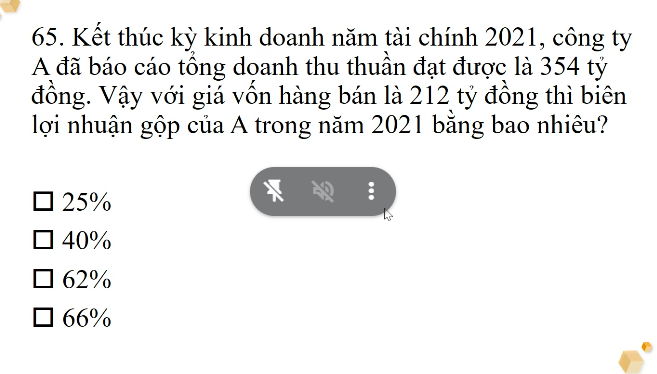 65. Kết thúc kỳ kinh doanh năm tài chính 2021, công ty
A đã báo cáo tổng doanh thu thuần đạt được là 354 tỷ
đồng. Vậy với giá vốn hàng bán là 212 tỷ đồng thì biên
lợi nhuận gộp của A trong năm 2021 bằng bao nhiêu?
25%
40%
62%
66%